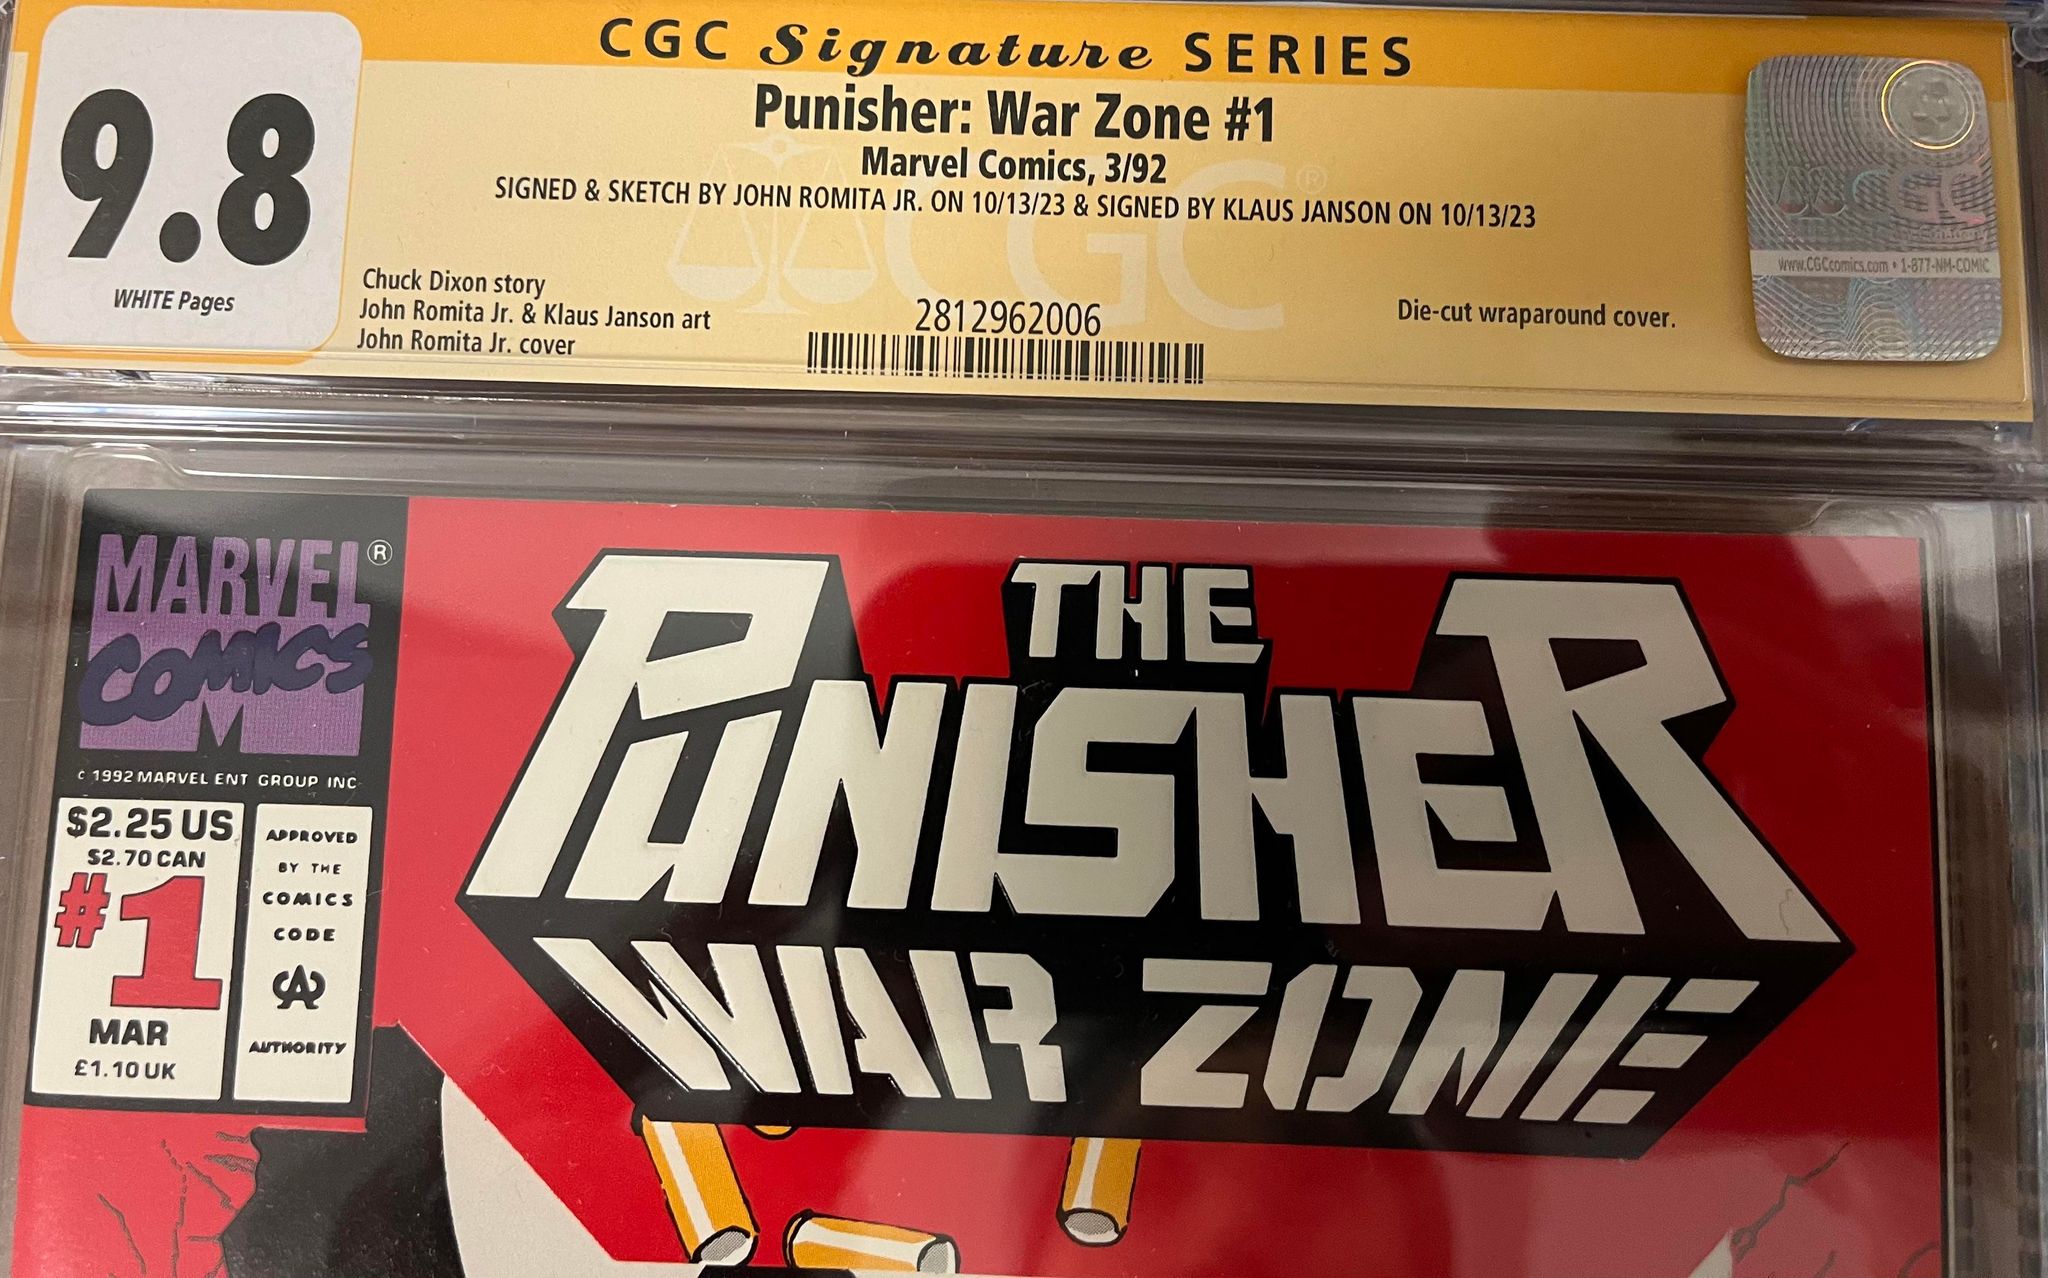 CGC Signature SERIES
9.8
WHITE Pages
Punisher: War Zone #1
Marvel Comics, 3/92
SIGNED & SKETCH BY JOHN ROMITA JR. ON 10/13/23 & SIGNED BY KLAUS JANSON ON 10/13/23
Chuck Dixon story
John Romita Jr. & Klaus Janson art
John Romita Jr. cover
2812962006
Die-cut wraparound cover.
CGC®
CGC
www.CGCcomics.com • 1-877-NM-COMIC
MARVEL®
COMICS
© 1992 MARVEL ENT GROUP INC
$2.25 US
$2.70 CAN
#1
MAR
£1.10 UK
APPROVED
BY THE
COMICS
CODE
CA
AUTHORITY
THE
PUNISHER
WAR ZONE